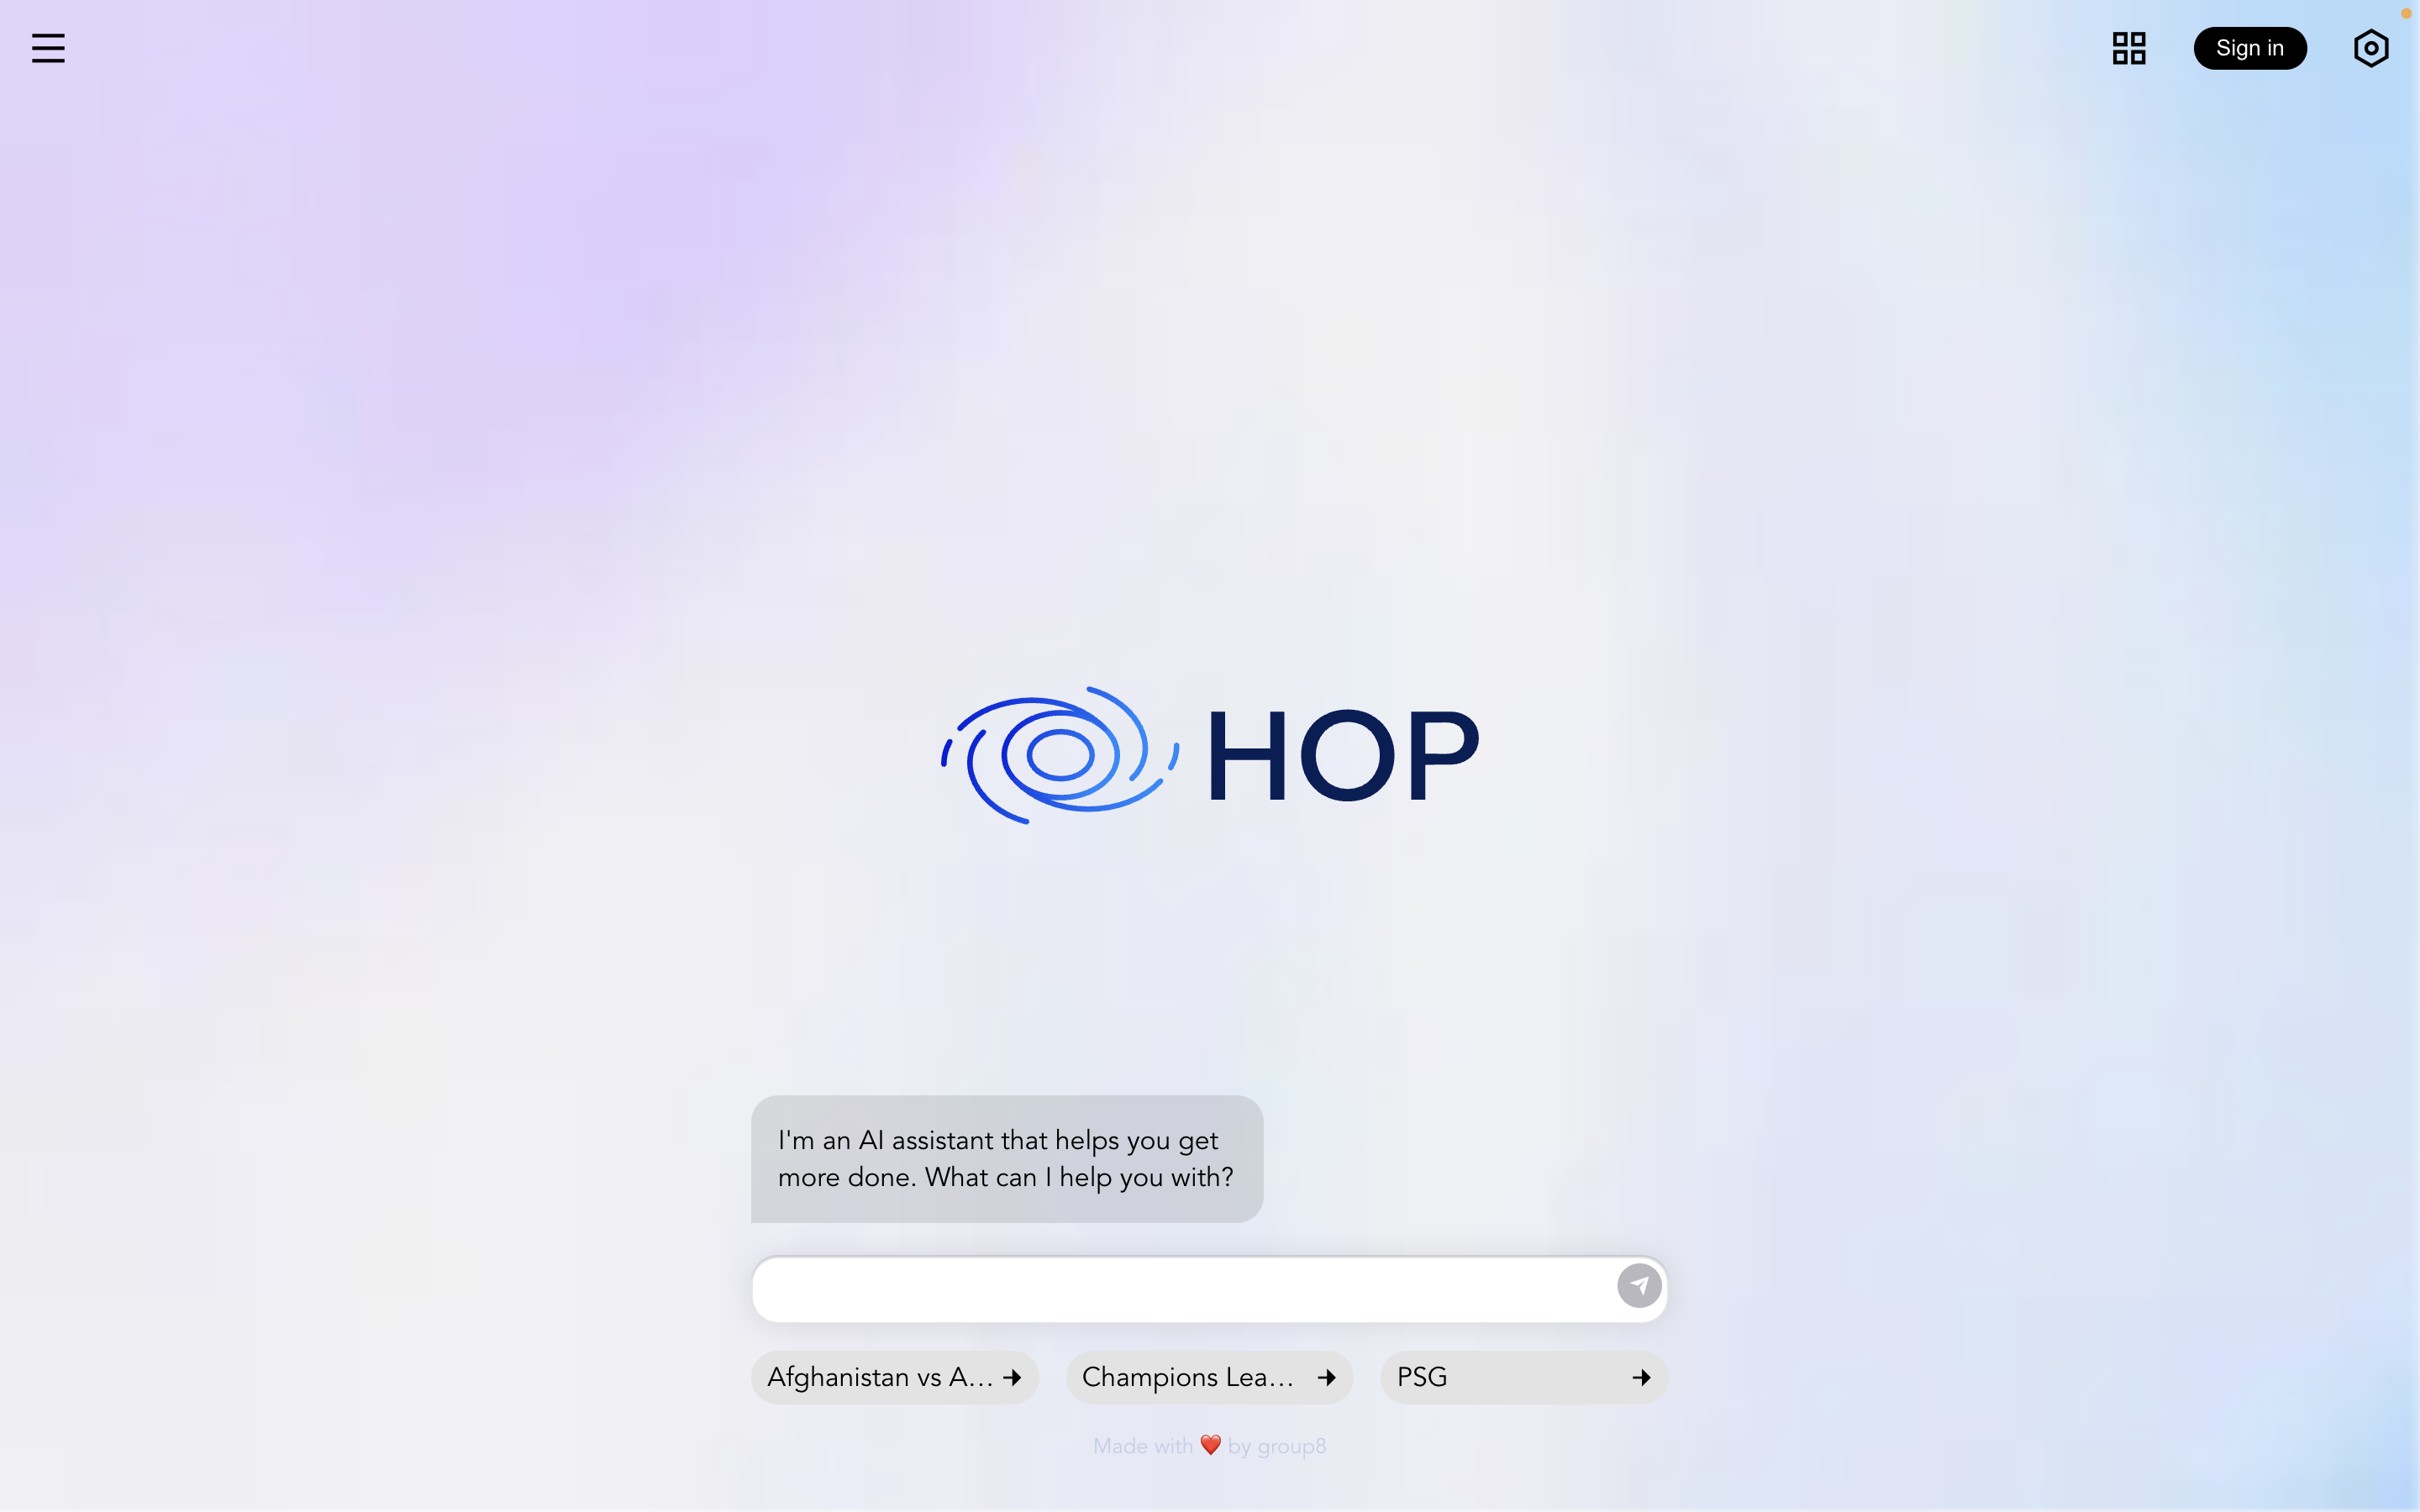 Sign in
HOP
I'm an AI assistant that helps you get
more done. What can I help you with?
Afghanistan vs A...
Champions Lea...
PSG
Made with ❤️ by group8